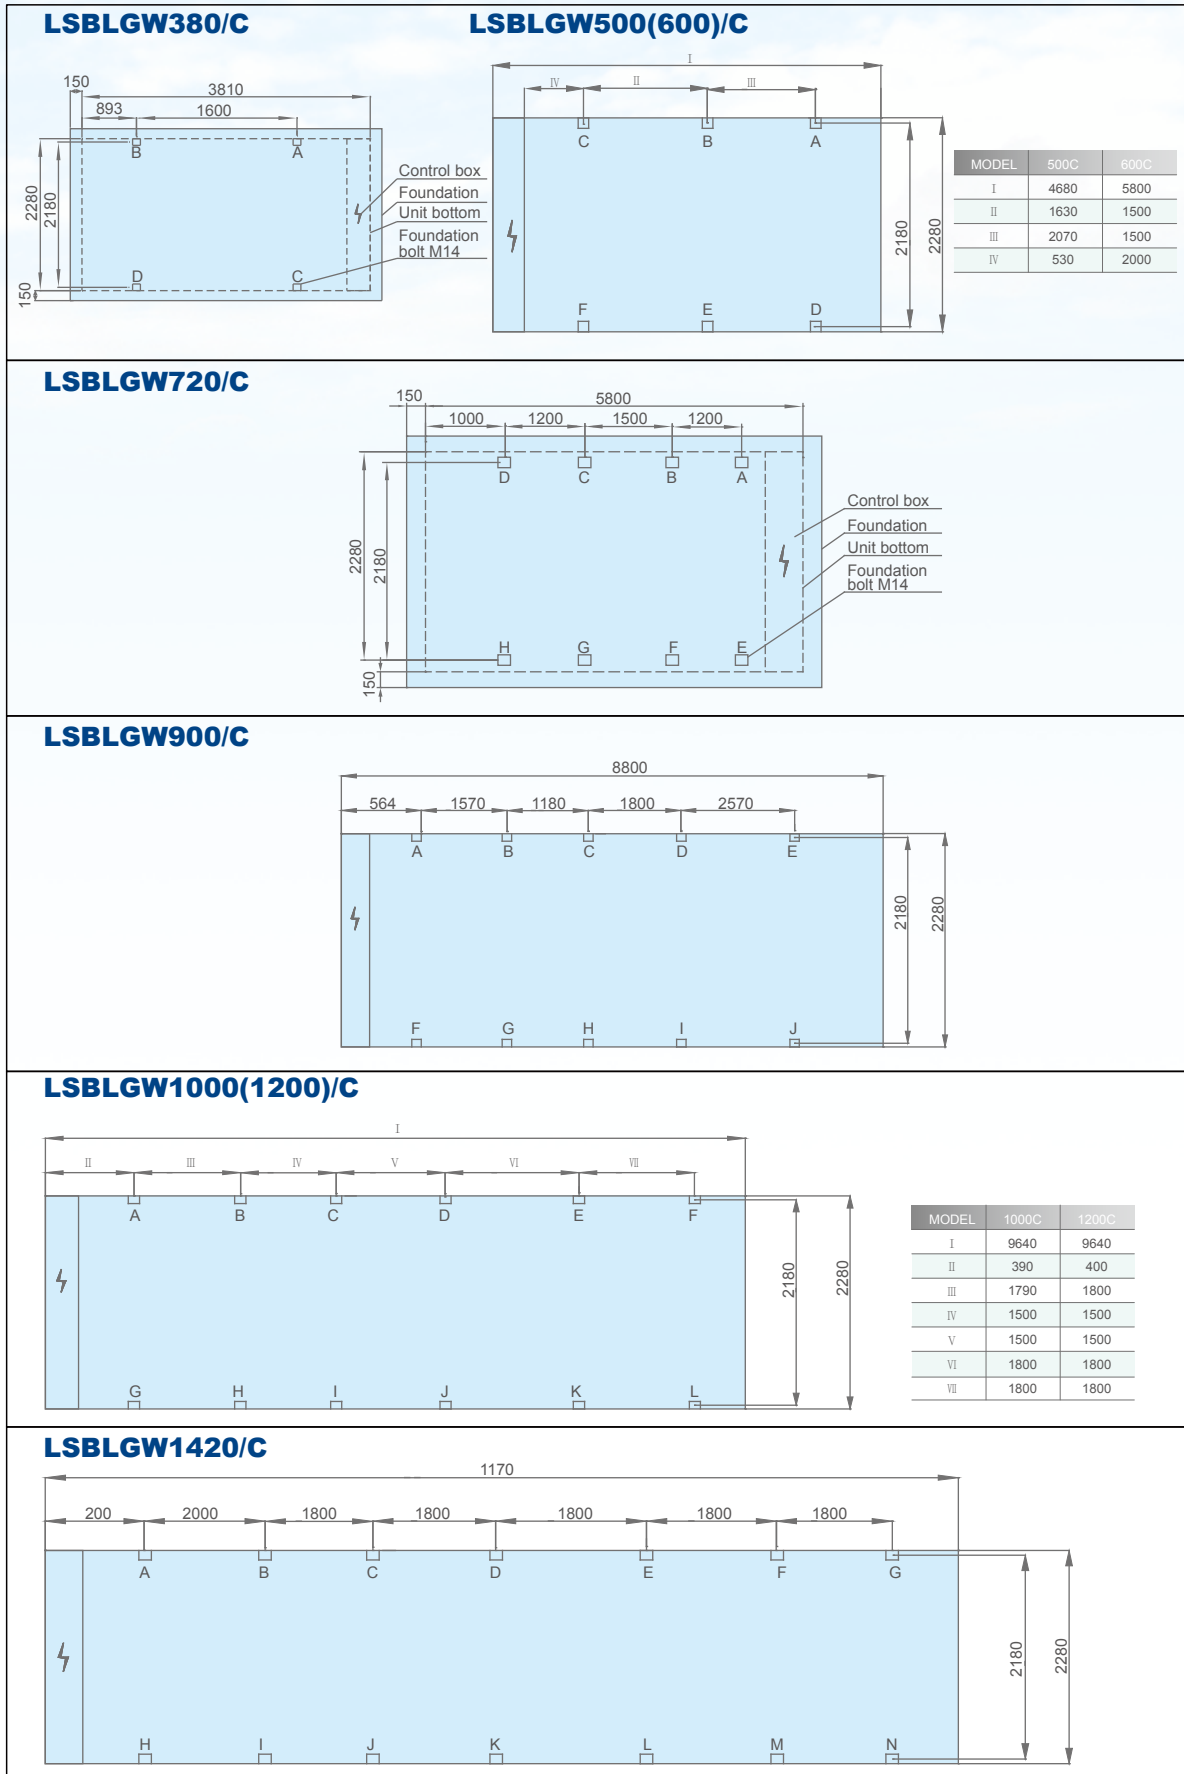 LSBLGW380/C
LSBLGW500(600)/C
150
3810
893
1600
B
A
2280
2180
D
C
150
Control box
Foundation
Unit bottom
Foundation
bolt M14
I
IV
II
III
C
B
A
F
E
D
2180
2280
MODEL 500C 600C
I 4680 5800
II 1630 1500
III 2070 1500
IV 530 2000
LSBLGW720/C
150
5800
1000
1200
1500
1200
D
C
B
A
2280
2180
H
G
F
E
150
Control box
Foundation
Unit bottom
Foundation
bolt M14
LSBLGW900/C
8800
564
1570
1180
1800
2570
A
B
C
D
E
2180
2280
F
G
H
I
J
LSBLGW1000(1200)/C
I
II
III
IV
V
VI
VII
A
B
C
D
E
F
2180
2280
G
H
I
J
K
L
MODEL 1000C 1200C
I 9640 9640
II 390 400
III 1790 1800
IV 1500 1500
V 1500 1500
VI 1800 1800
VII 1800 1800
LSBLGW1420/C
1170
200
2000
1800
1800
1800
1800
1800
A
B
C
D
E
F
G
2180
2280
H
I
J
K
L
M
N